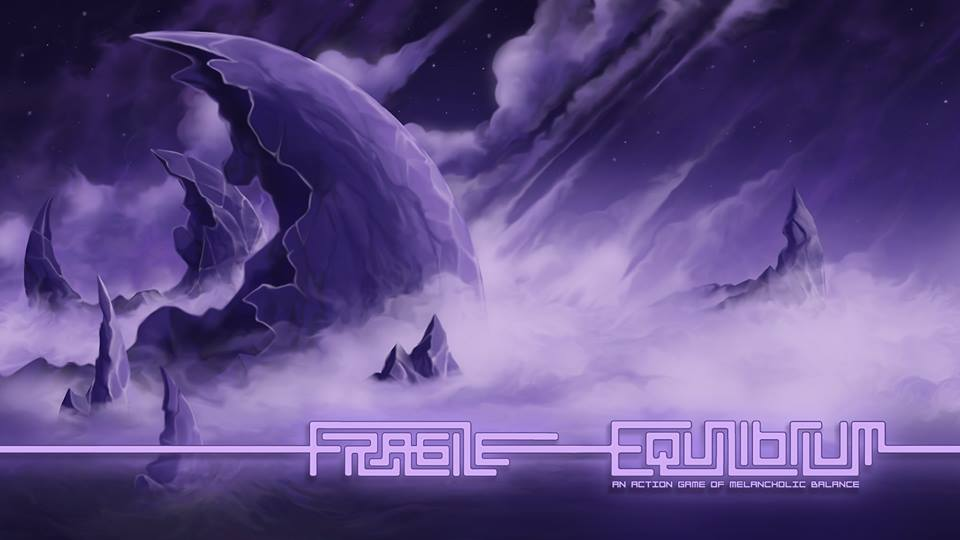 FRAGILE EQUILIBRIUM
AN ACTION GAME OF MELANCHOLIC BALANCE